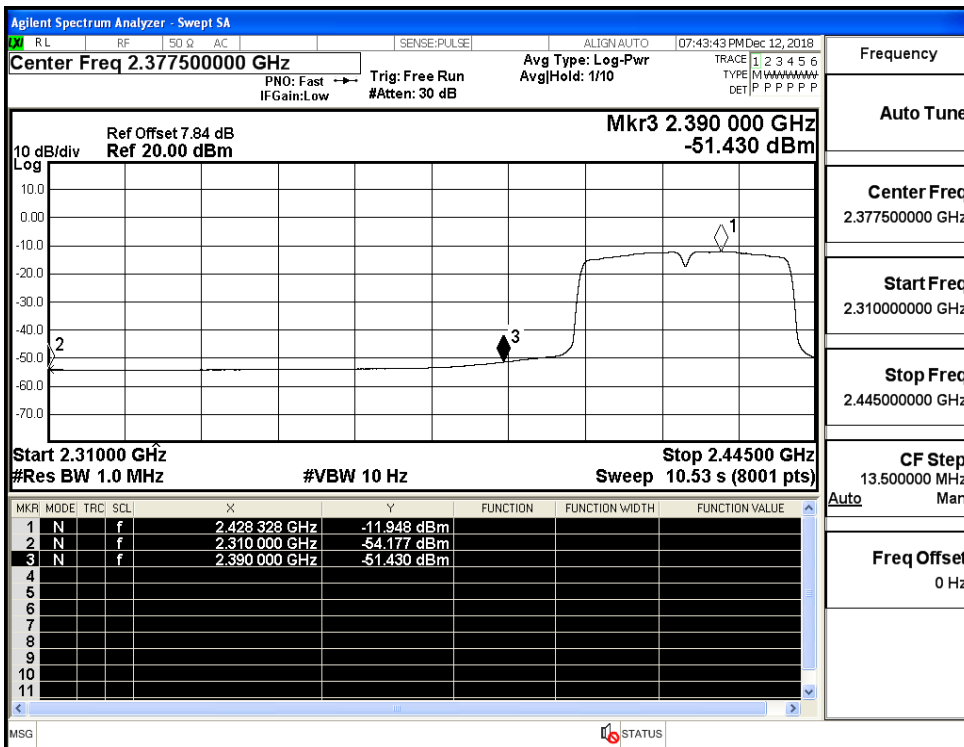 Agilent Spectrum Analyzer - Swept SA
LXI RL RF 50 Ω AC SENSE:PULSE ALIGN AUTO 07:43:43 PM Dec 12, 2018
Center Freq 2.377500000 GHz
PNO: Fast
IFGain:Low
Trig: Free Run
#Atten: 30 dB
Avg Type: Log-Pwr
Avg|Hold: 1/10
TRACE 1 2 3 4 5 6
TYPE M
DET P P P P P P
Mkr3 2.390 000 GHz
-51.430 dBm
Ref Offset 7.84 dB
10 dB/div Ref 20.00 dBm
Log
10.0
0.00
-10.0
-20.0
-30.0
-40.0
-50.0
-60.0
-70.0
1
2
3
Start 2.31000 GHz
Stop 2.44500 GHz
#Res BW 1.0 MHz
#VBW 10 Hz
Sweep 10.53 s (8001 pts)
MKR MODE TRC SCL X Y FUNCTION FUNCTION WIDTH FUNCTION VALUE
1 N f 2.428 328 GHz -11.948 dBm
2 N f 2.310 000 GHz -54.177 dBm
3 N f 2.390 000 GHz -51.430 dBm
4
5
6
7
8
9
10
11
MSG
STATUS
Frequency
Auto Tune
Center Freq
2.377500000 GHz
Start Freq
2.310000000 GHz
Stop Freq
2.445000000 GHz
CF Step
13.500000 MHz
Auto Man
Freq Offset
0 Hz